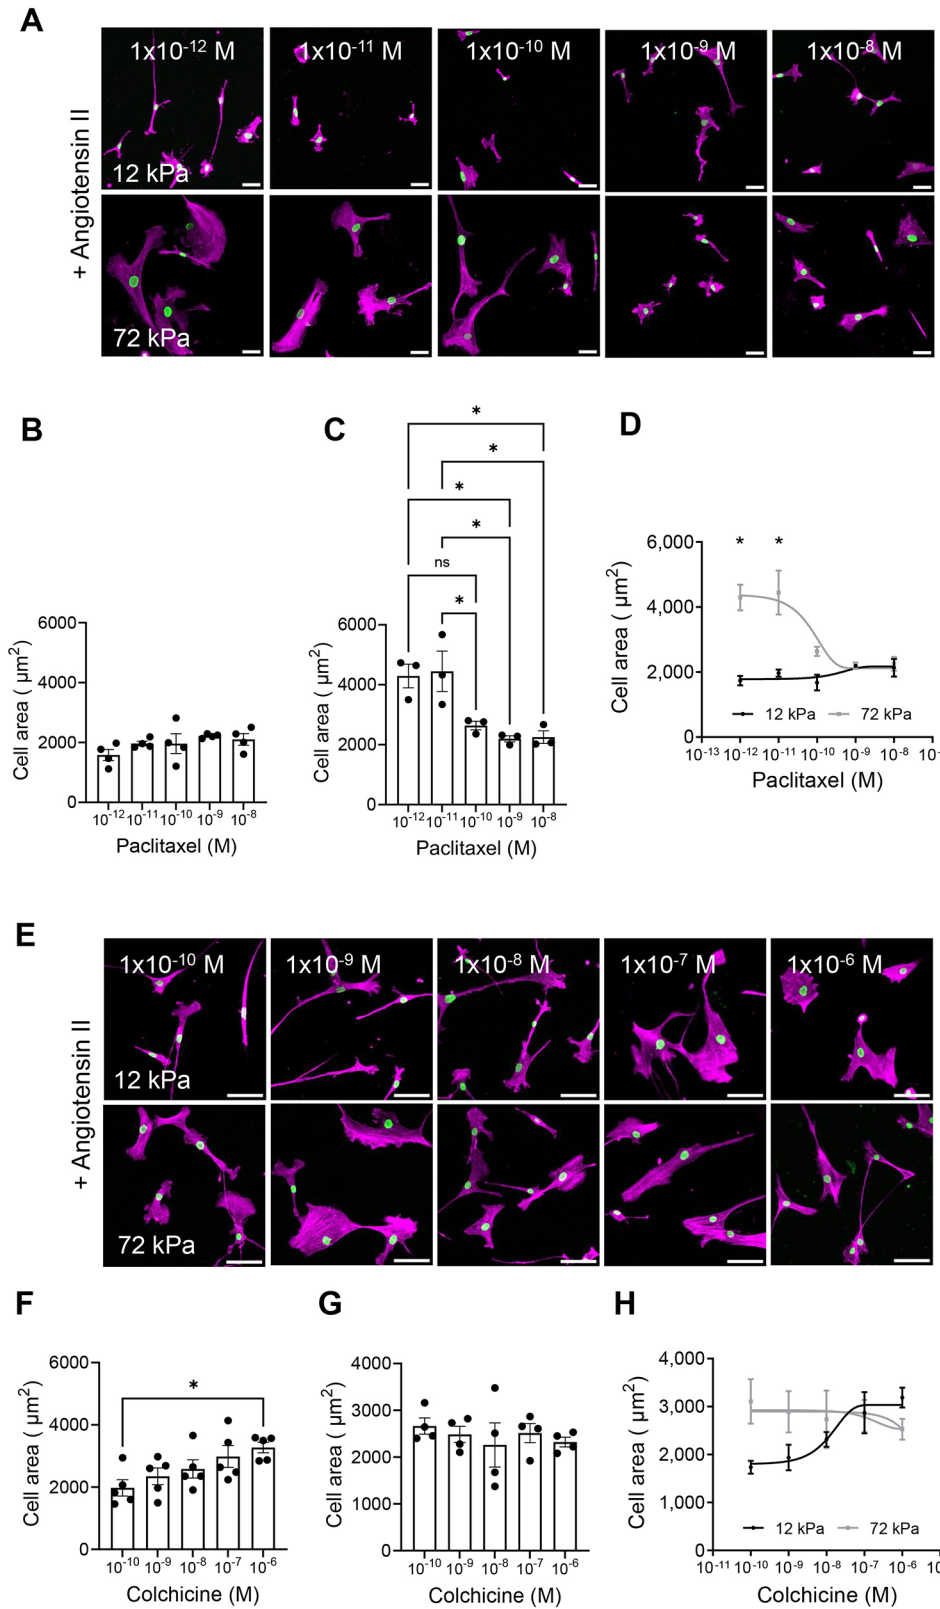 A
1x10-12 M 1x10-11 M 1x10-10 M 1x10-9 M 1x10-8 M
+ Angiotensin II
12 kPa
72 kPa
B
C
D
* 
*
*
*
ns
*
6000
4000
2000
0
Cell area ( µm2)
10-12 10-11 10-10 10-9 10-8
Paclitaxel (M)
6000
4000
2000
0
Cell area ( µm2)
10-12 10-11 10-10 10-9 10-8
Paclitaxel (M)
6,000
4,000
2,000
0
Cell area ( µm2)
* *
12 kPa 72 kPa
10-13 10-12 10-11 10-10 10-9 10-8 10-
Paclitaxel (M)
E
1x10-10 M 1x10-9 M 1x10-8 M 1x10-7 M 1x10-6 M
+ Angiotensin II
12 kPa
72 kPa
F
G
H
6000
4000
2000
0
Cell area ( µm2)
*
10-10 10-9 10-8 10-7 10-6
Colchicine (M)
4000
3000
2000
1000
0
Cell area ( µm2)
10-10 10-9 10-8 10-7 10-6
Colchicine (M)
4,000
3,000
2,000
1,000
0
Cell area ( µm2)
12 kPa 72 kPa
10-11 10-10 10-9 10-8 10-7 10-6 10
Colchicine (M)